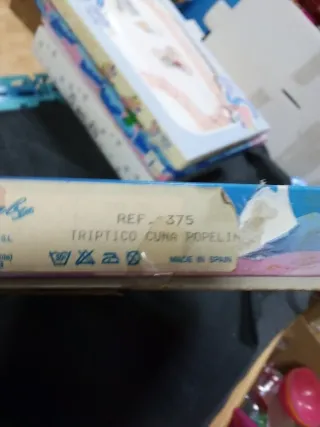 REF. 375
TRIPTICO CUNA POPELIN
MADE IN SPAIN